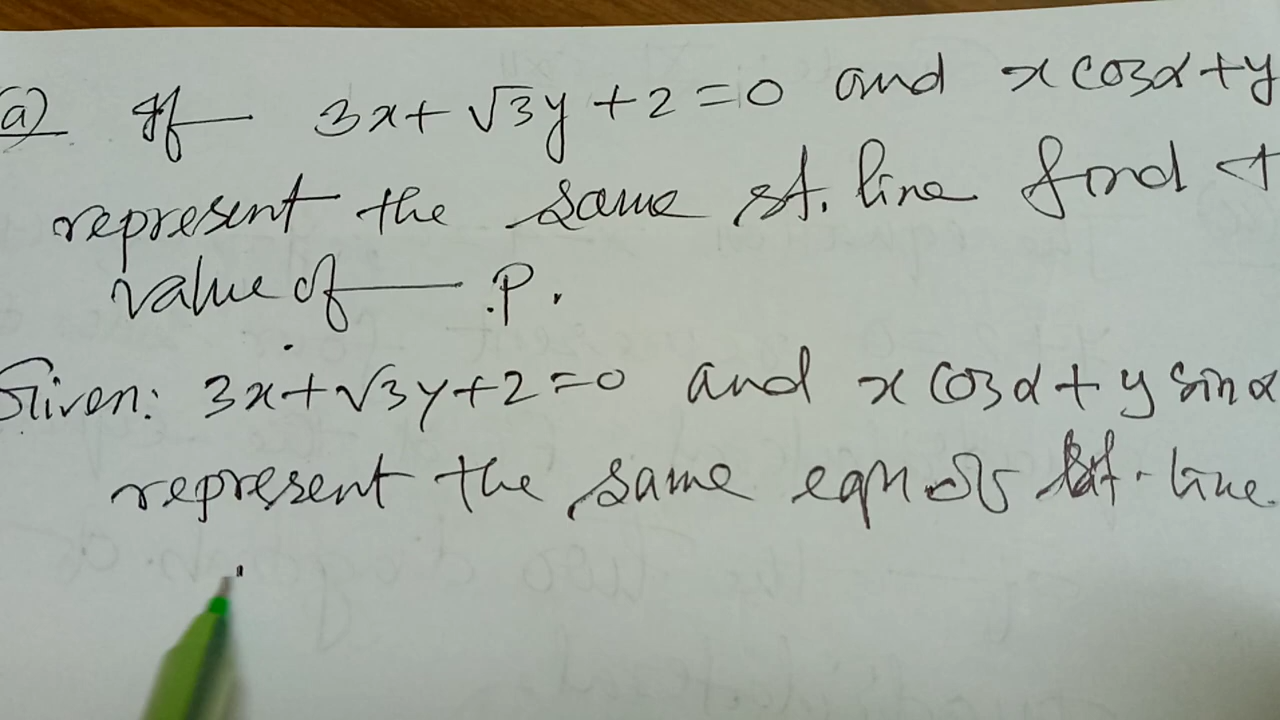 (a) If 3x+√3y+2=0 and x cosα+y
represent the same st. line find
value of P.
Given: 3x+√3y+2=0 and x cosα+y sinα
represent the same eqn of st. line